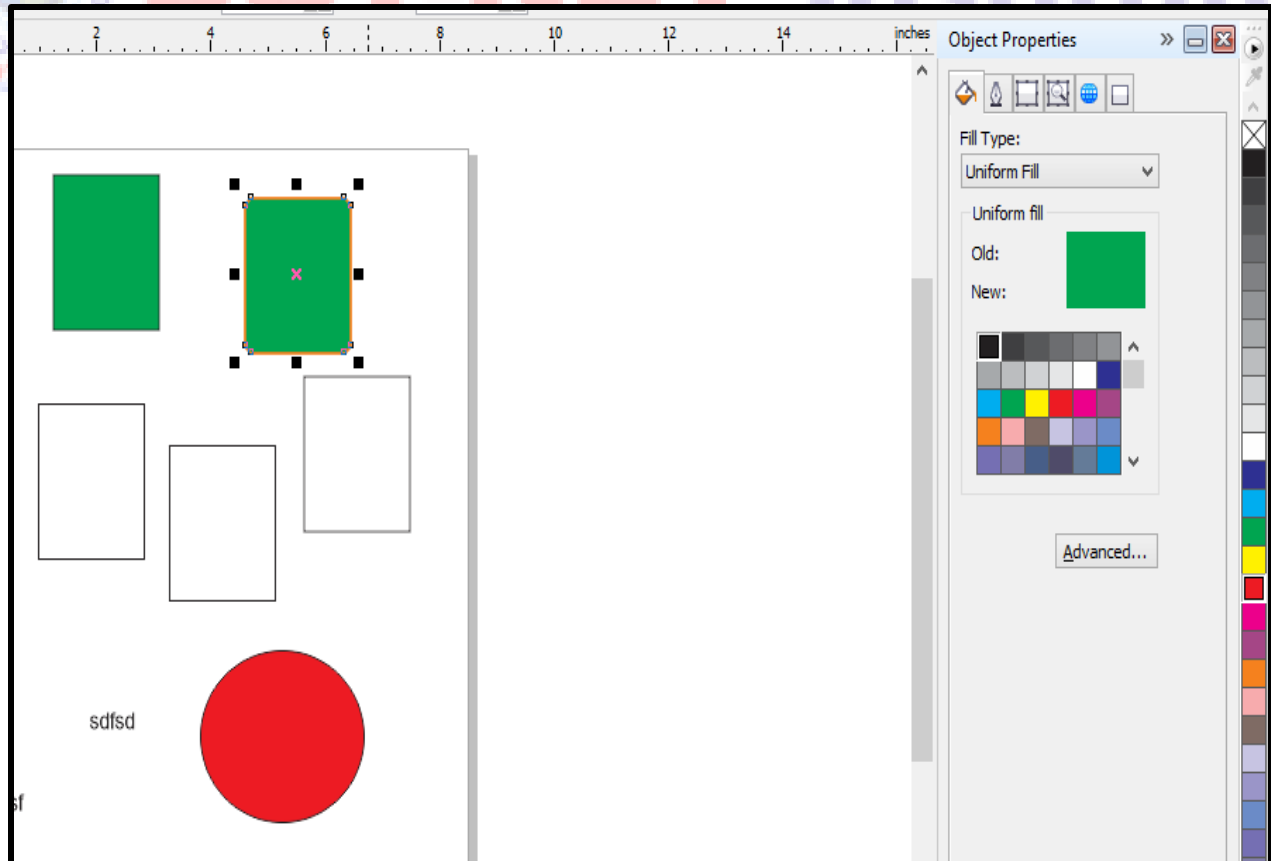 2 4 6 8 10 12 14 inches
Object Properties
Fill Type:
Uniform Fill
Uniform fill
Old:
New:
Advanced...
sdfsd
sf